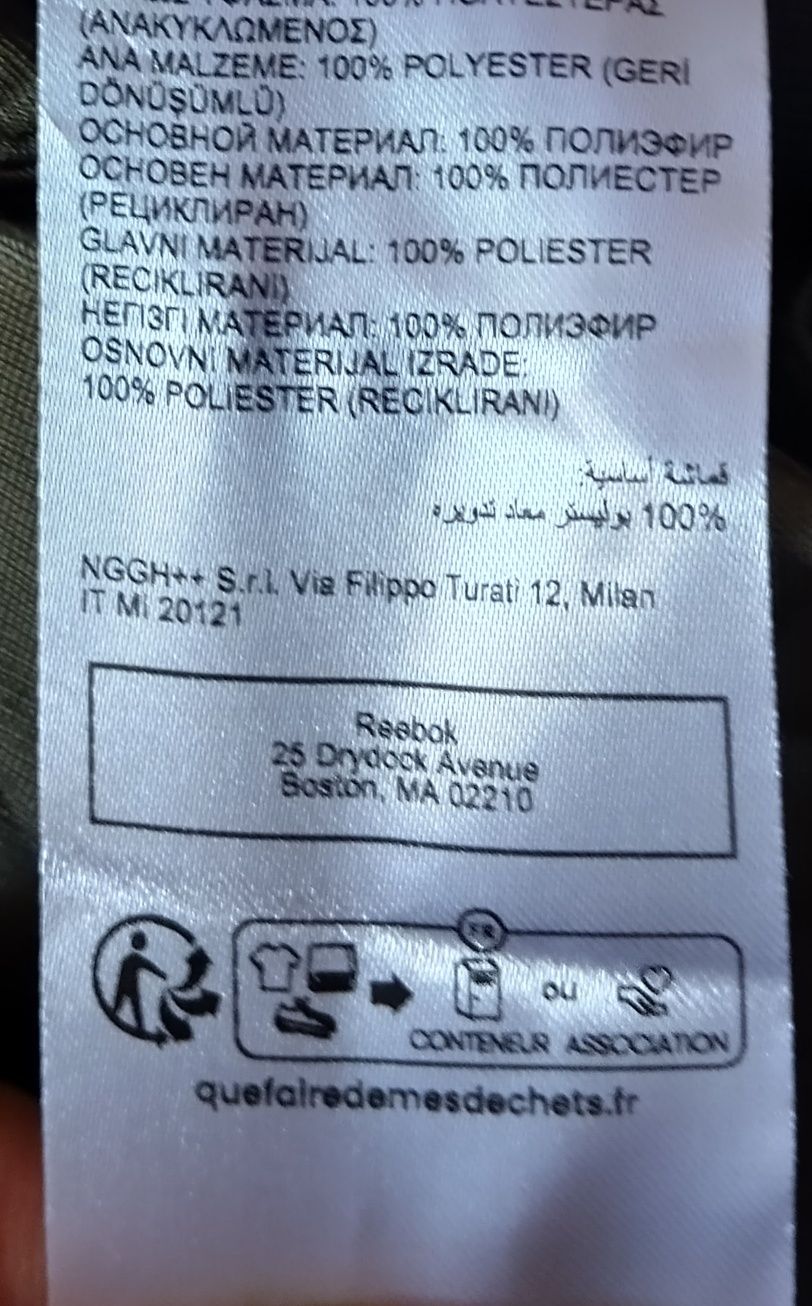 100% ΠΟΛΥΕΣΤΕΡΑΣ
(ΑΝΑΚΥΚΛΩΜΕΝΟΣ)
ANA MALZEME: 100% POLYESTER (GERİ
DÖNÜŞÜMLÜ)
ОСНОВНОЙ МАТЕРИАЛ: 100% ПОЛИЭФИР
ОСНОВЕН МАТЕРИАЛ: 100% ПОЛИЕСТЕР
(РЕЦИКЛИРАН)
GLAVNI MATERIJAL: 100% POLIESTER
(RECIKLIRANI)
НЕГІЗГІ МАТЕРИАЛ: 100% ПОЛИЭФИР
OSNOVNI MATERIJAL IZRADE:
100% POLIESTER (RECIKLIRANI)
قماشة أساسية:
100% بوليستر معاد تدويره
NGGH++ S.r.l. Via Filippo Turati 12, Milan
IT MI 20121
Reebok
25 Drydock Avenue
Boston, MA 02210
FR
ou
CONTENEUR ASSOCIATION
quefairedemesdechets.fr